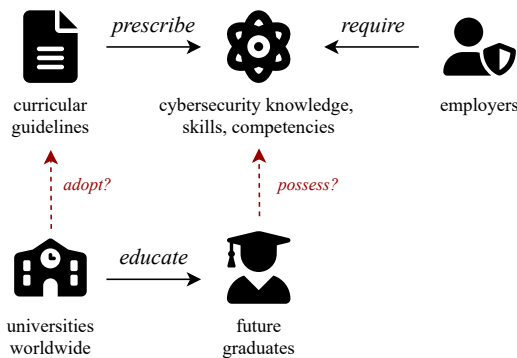 prescribe
require
curricular
guidelines
cybersecurity knowledge,
skills, competencies
employers
adopt?
possess?
educate
universities
worldwide
future
graduates